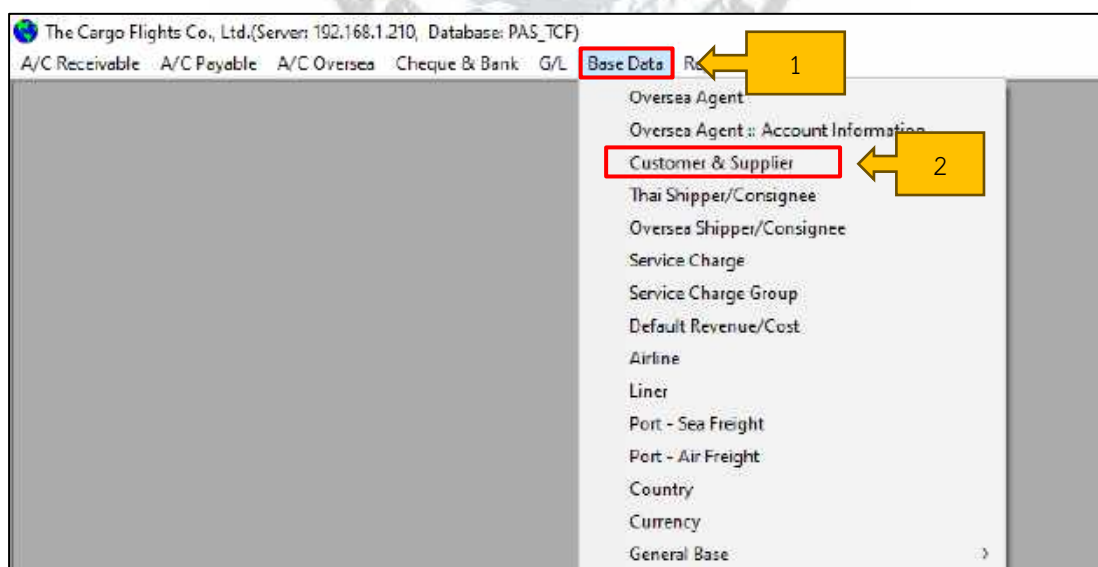 The Cargo Flights Co., Ltd.(Server: 192.168.1.210, Database: PAS_TCF)
A/C Receivable A/C Payable A/C Oversea Cheque & Bank G/L Base Data 1
Oversea Agent
Oversea Agent :: Account Information
Customer & Supplier 2
Thai Shipper/Consignee
Oversea Shipper/Consignee
Service Charge
Service Charge Group
Default Revenue/Cost
Airline
Liner
Port - Sea Freight
Port - Air Freight
Country
Currency
General Base